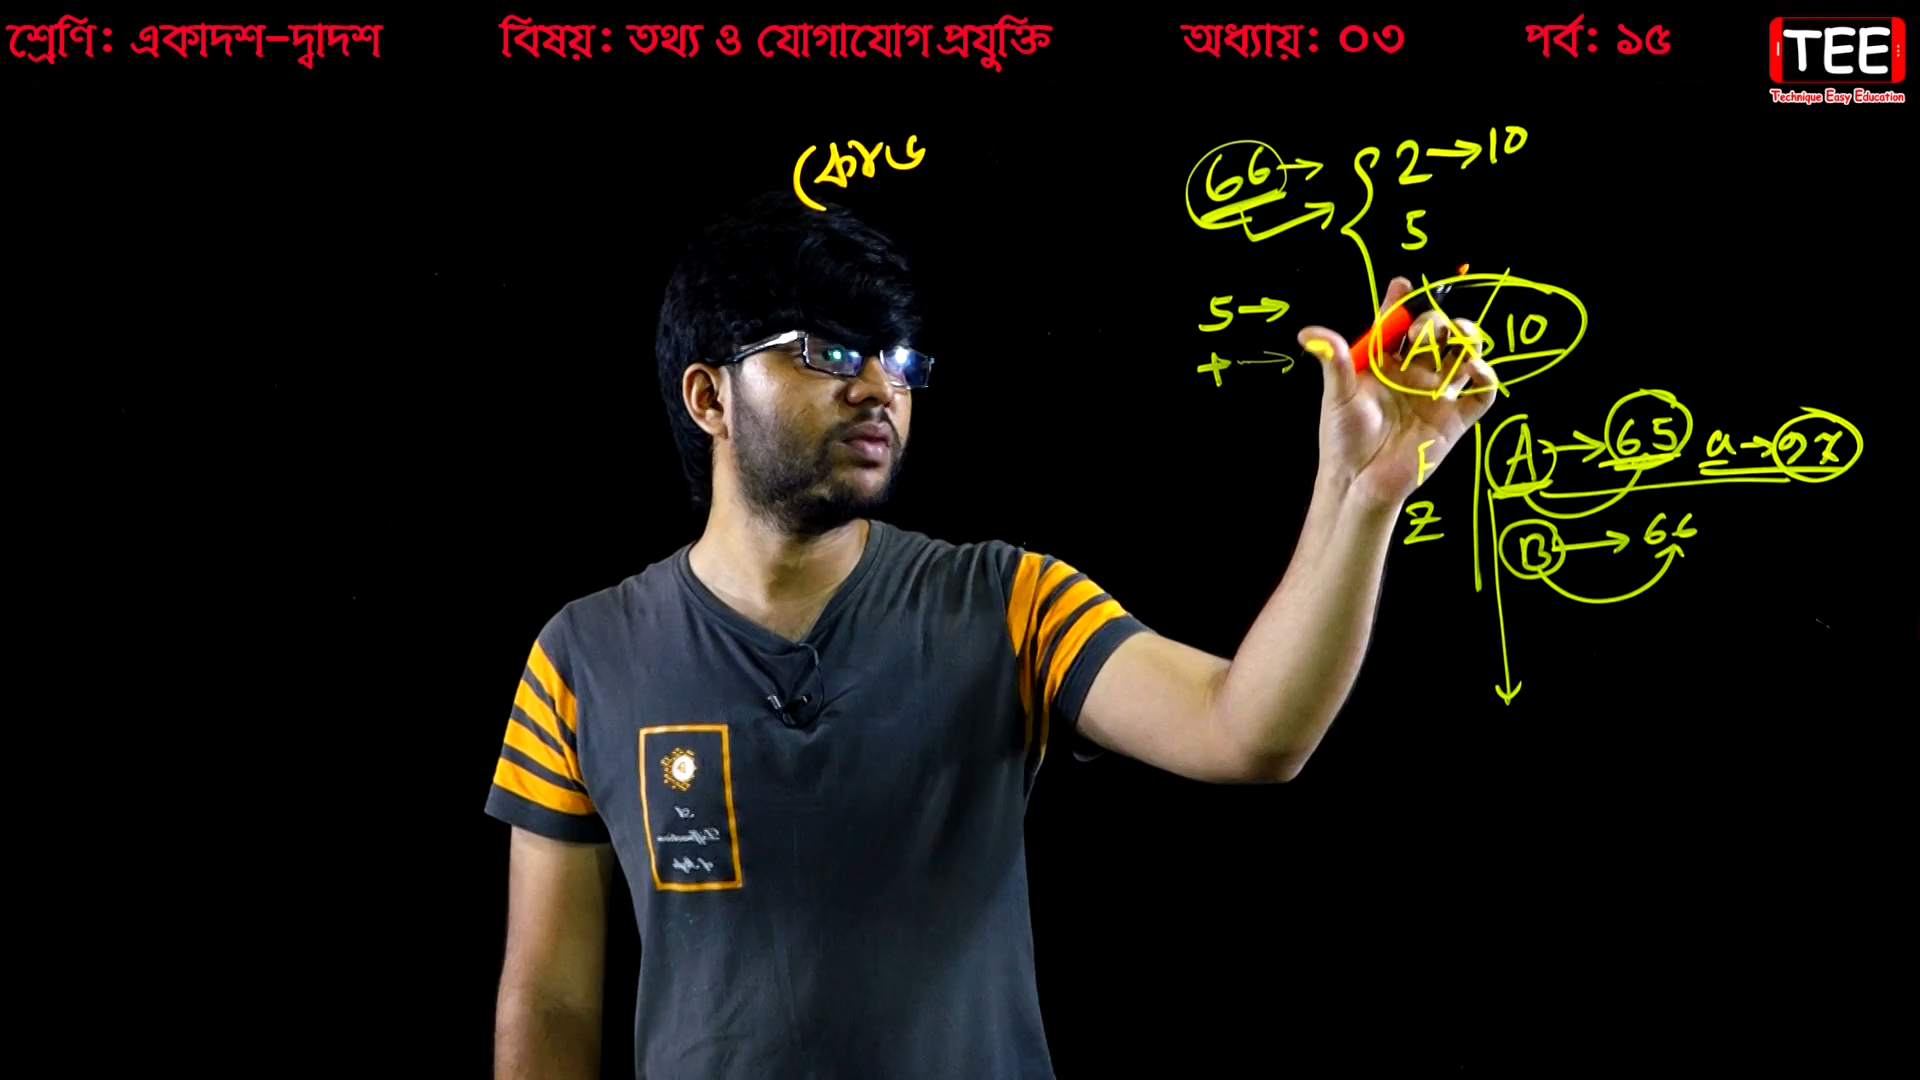 শ্রেণি: একাদশ-দ্বাদশ বিষয়: তথ্য ও যোগাযোগ প্রযুক্তি অধ্যায়: ০৩ পর্ব: ১৫
TEE
Technique Easy Education
কোড
66 → { 2 → 10
5
5 →
+ →
A → 10
A → 65 a → 97
F
Z
B → 66